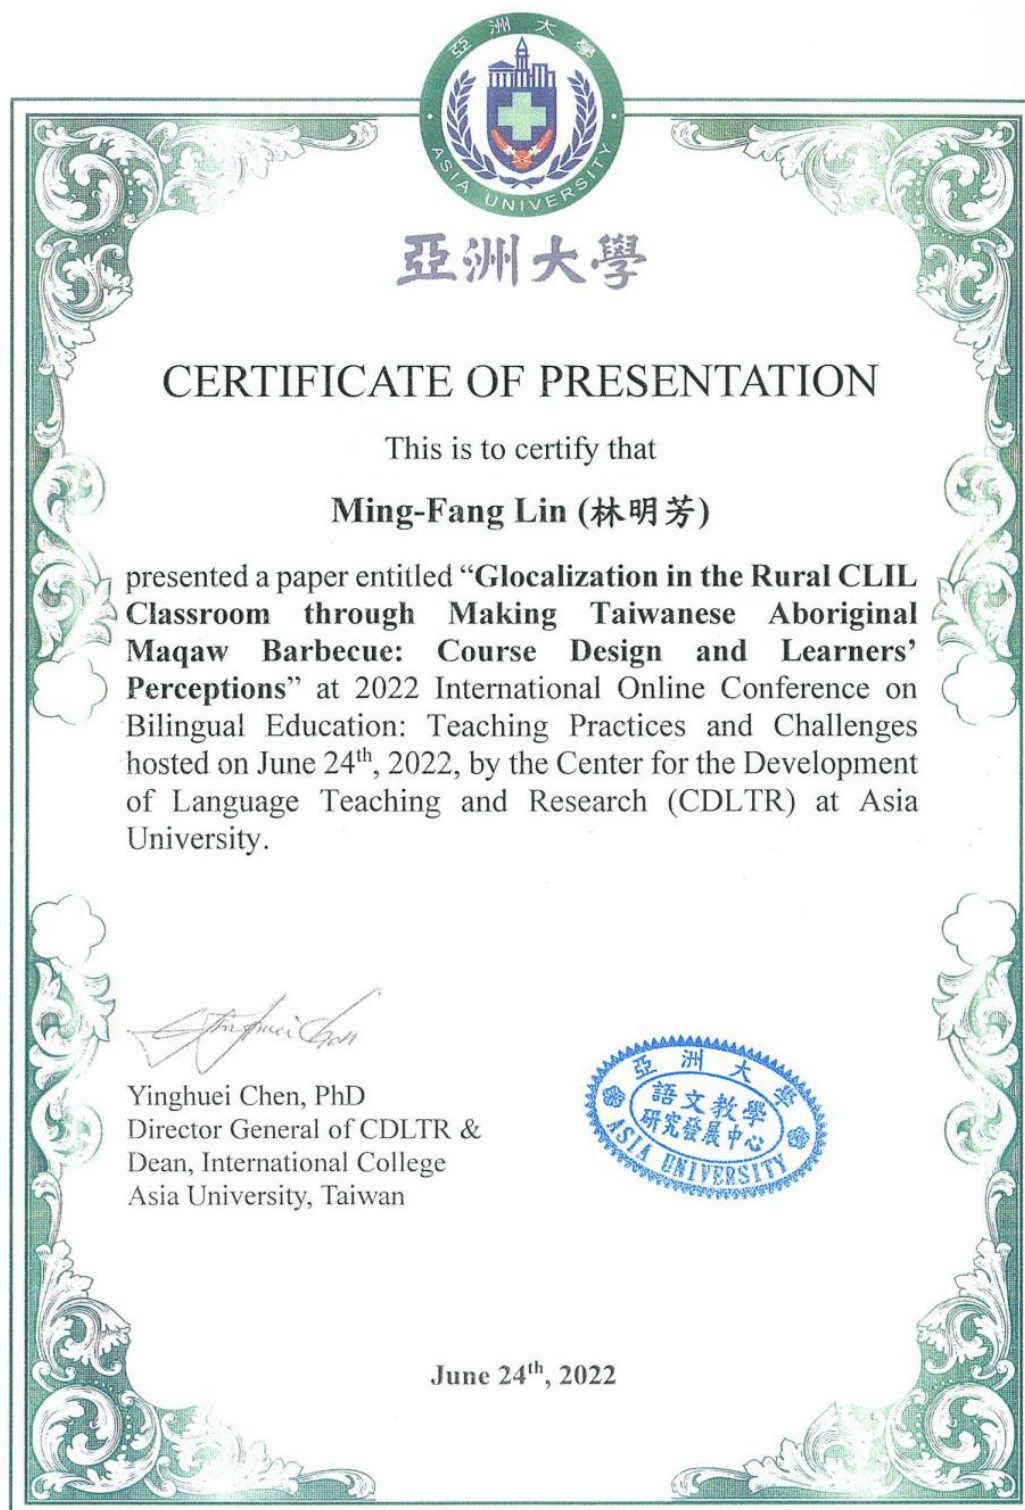 亞洲大學
ASIA UNIVERSITY
亞洲大學
CERTIFICATE OF PRESENTATION
This is to certify that
Ming-Fang Lin (林明芳)
presented a paper entitled “Glocalization in the Rural CLIL
Classroom through Making Taiwanese Aboriginal
Maqaw Barbecue: Course Design and Learners’
Perceptions” at 2022 International Online Conference on
Bilingual Education: Teaching Practices and Challenges
hosted on June 24th, 2022, by the Center for the Development
of Language Teaching and Research (CDLTR) at Asia
University.
Yinghuei Chen
Yinghuei Chen, PhD
Director General of CDLTR &
Dean, International College
Asia University, Taiwan
亞洲大學
語文教學
研究發展中心
ASIA UNIVERSITY
June 24th, 2022